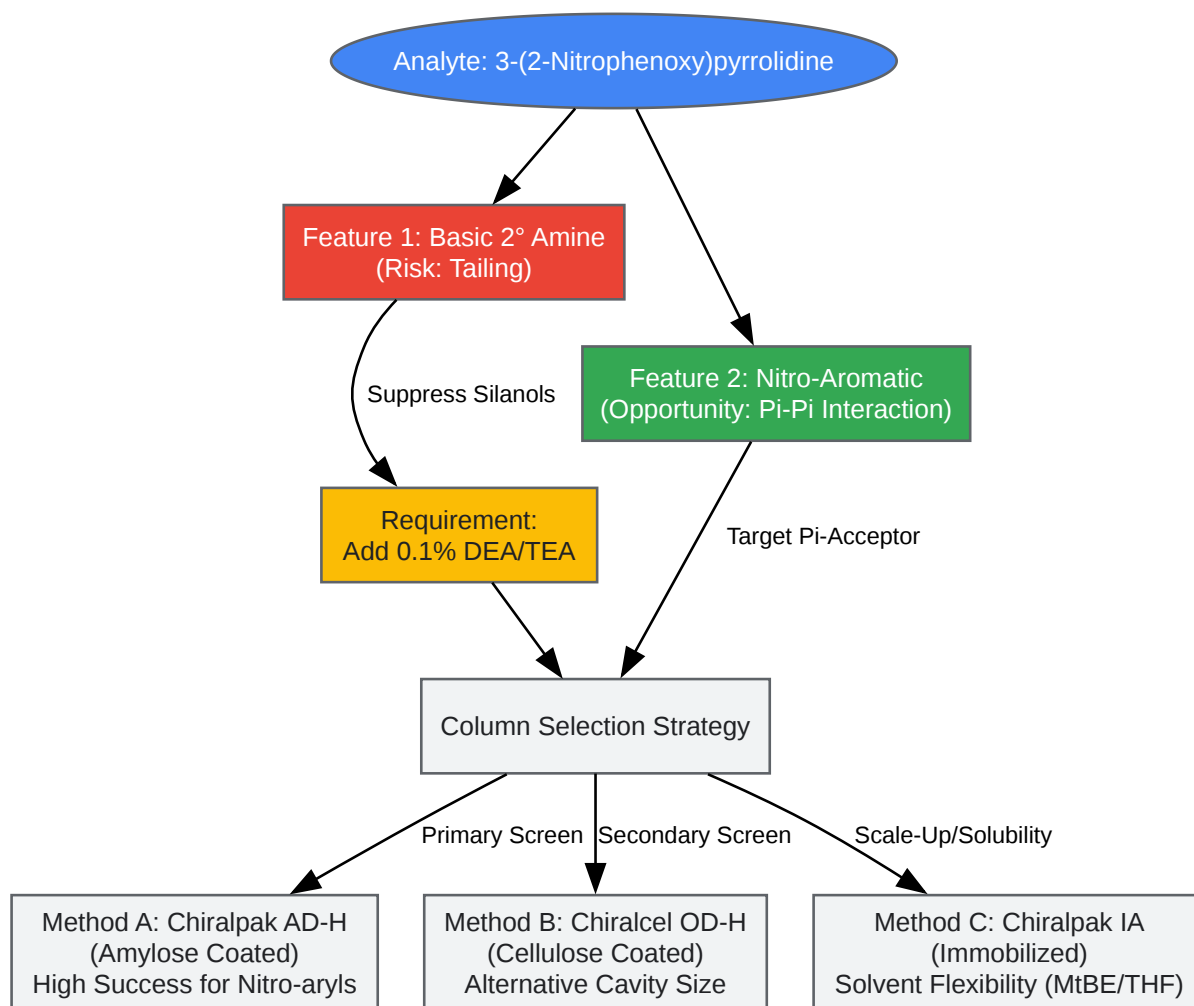 Analyte: 3-(2-Nitrophenoxy)pyrrolidine
Feature 1: Basic 2° Amine
(Risk: Tailing)
Feature 2: Nitro-Aromatic
(Opportunity: Pi-Pi Interaction)
Suppress Silanols
Requirement:
Add 0.1% DEA/TEA
Target Pi-Acceptor
Column Selection Strategy
Primary Screen
Secondary Screen
Scale-Up/Solubility
Method A: Chiralpak AD-H
(Amylose Coated)
High Success for Nitro-aryls
Method B: Chiralcel OD-H
(Cellulose Coated)
Alternative Cavity Size
Method C: Chiralpak IA
(Immobilized)
Solvent Flexibility (MtBE/THF)